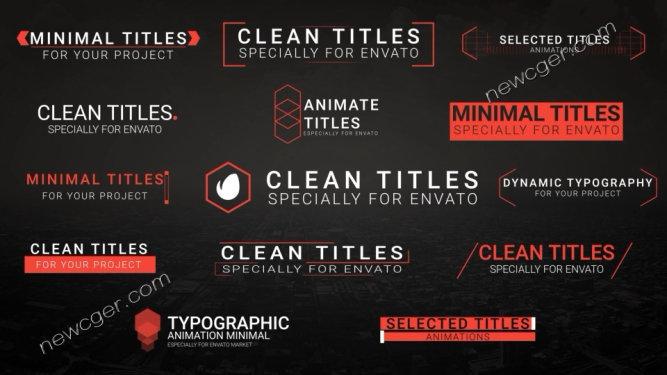 MINIMAL TITLES
FOR YOUR PROJECT
CLEAN TITLES
SPECIALLY FOR ENVATO
SELECTED TITLES
ANIMATIONS
newcger.com
CLEAN TITLES.
SPECIALLY FOR ENVATO
ANIMATE
TITLES
ESPECIALLY FOR ENVATO
MINIMAL TITLES
SPECIALLY FOR ENVATO
MINIMAL TITLES
FOR YOUR PROJECT
CLEAN TITLES
SPECIALLY FOR ENVATO
DYNAMIC TYPOGRAPHY
FOR YOUR PROJECT
CLEAN TITLES
FOR YOUR PROJECT
CLEAN TITLES
SPECIALLY FOR ENVATO
CLEAN TITLES
SPECIALLY FOR ENVATO
newcger.com
TYPOGRAPHIC
ANIMATION MINIMAL
ESPECIALLY FOR ENVATO MARKET
SELECTED TITLES
ANIMATIONS